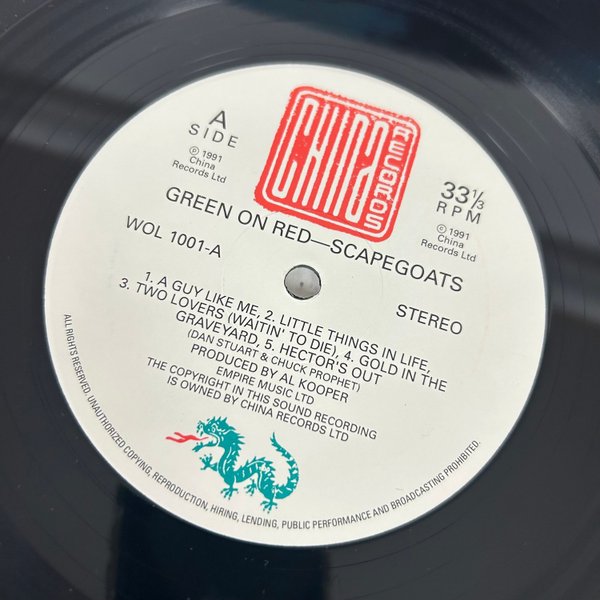 CHINA RECORDS
A
SIDE
℗ 1991
China
Records Ltd
33⅓
RPM
© 1991
China
Records Ltd
GREEN ON RED—SCAPEGOATS
WOL 1001-A
STEREO
1. A GUY LIKE ME, 2. LITTLE THINGS IN LIFE,
3. TWO LOVERS (WAITIN' TO DIE), 4. GOLD IN THE
GRAVEYARD, 5. HECTOR'S OUT
(DAN STUART & CHUCK PROPHET)
PRODUCED BY AL KOOPER
EMPIRE MUSIC LTD
THE COPYRIGHT IN THIS SOUND RECORDING
IS OWNED BY CHINA RECORDS LTD
ALL RIGHTS RESERVED. UNAUTHORIZED COPYING, REPRODUCTION, HIRING, LENDING, PUBLIC PERFORMANCE AND BROADCASTING PROHIBITED.